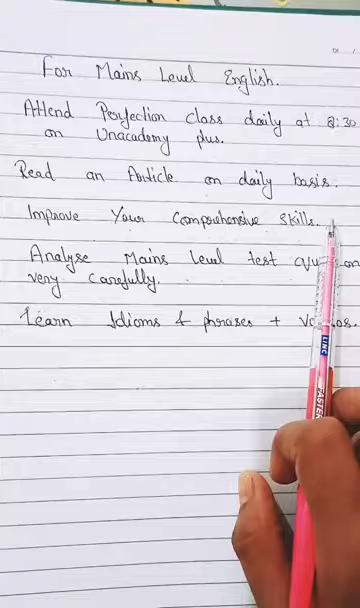 For Mains Level English.
Attend Perfection class daily at 8:30
on Unacademy plus.
Read an Article on daily basis.
Improve Your Comprehensive Skills.
Analyse Mains Level test
very carefully.
Learn Idioms & phrases +
LINC